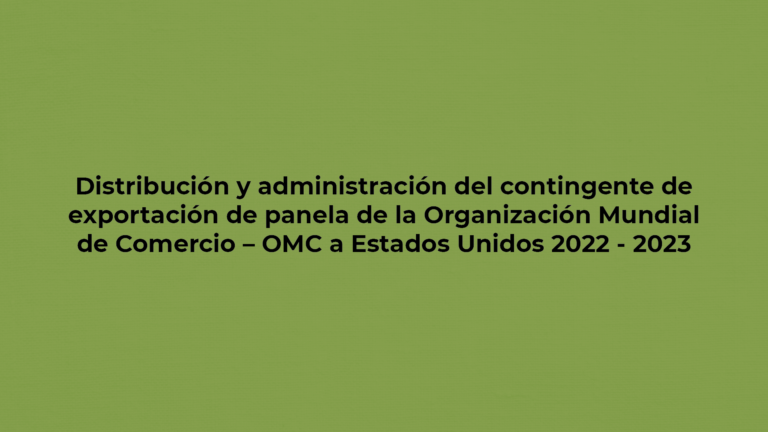 Distribución y administración del contingente de
exportación de panela de la Organización Mundial
de Comercio – OMC a Estados Unidos 2022 - 2023